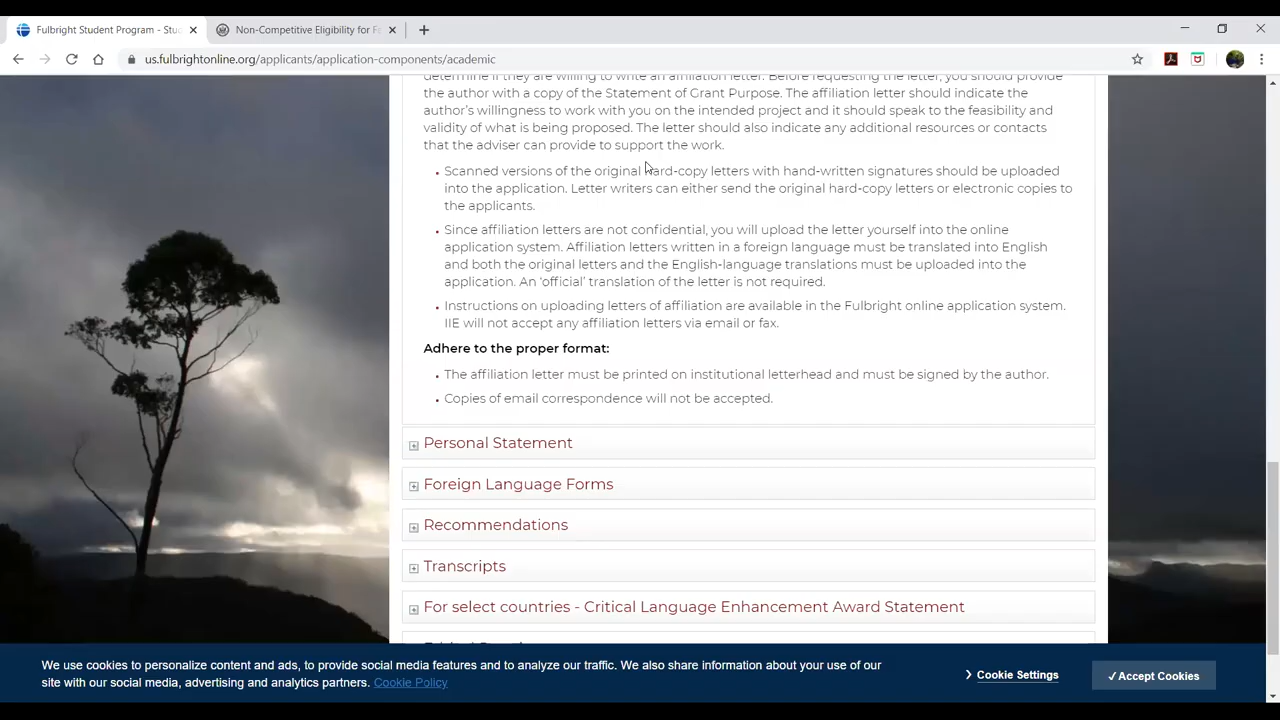 Fulbright Student Program - Stu
Non-Competitive Eligibility for F
us.fulbrightonline.org/applicants/application-components/academic
determine if they are willing to write an affiliation letter. Before requesting the letter, you should provide
the author with a copy of the Statement of Grant Purpose. The affiliation letter should indicate the
author's willingness to work with you on the intended project and it should speak to the feasibility and
validity of what is being proposed. The letter should also indicate any additional resources or contacts
that the adviser can provide to support the work.
Scanned versions of the original hard-copy letters with hand-written signatures should be uploaded
into the application. Letter writers can either send the original hard-copy letters or electronic copies to
the applicants.
Since affiliation letters are not confidential, you will upload the letter yourself into the online
application system. Affiliation letters written in a foreign language must be translated into English
and both the original letters and the English-language translations must be uploaded into the
application. An 'official' translation of the letter is not required.
Instructions on uploading letters of affiliation are available in the Fulbright online application system.
IIE will not accept any affiliation letters via email or fax.
Adhere to the proper format:
The affiliation letter must be printed on institutional letterhead and must be signed by the author.
Copies of email correspondence will not be accepted.
Personal Statement
Foreign Language Forms
Recommendations
Transcripts
For select countries - Critical Language Enhancement Award Statement
We use cookies to personalize content and ads, to provide social media features and to analyze our traffic. We also share information about your use of our
site with our social media, advertising and analytics partners. Cookie Policy
Cookie Settings
✓Accept Cookies